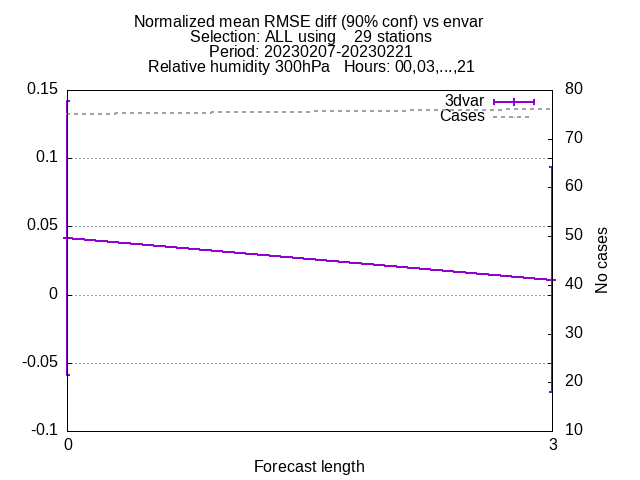 Normalized mean RMSE diff (90% conf) vs envar
Selection: ALL using    29 stations
Period: 20230207-20230221
Relative humidity 300hPa   Hours: 00,03,...,21
3dvar
Cases
0.15
0.1
0.05
0
-0.05
-0.1
80
70
60
50
40
30
20
10
No cases
0
3
Forecast length